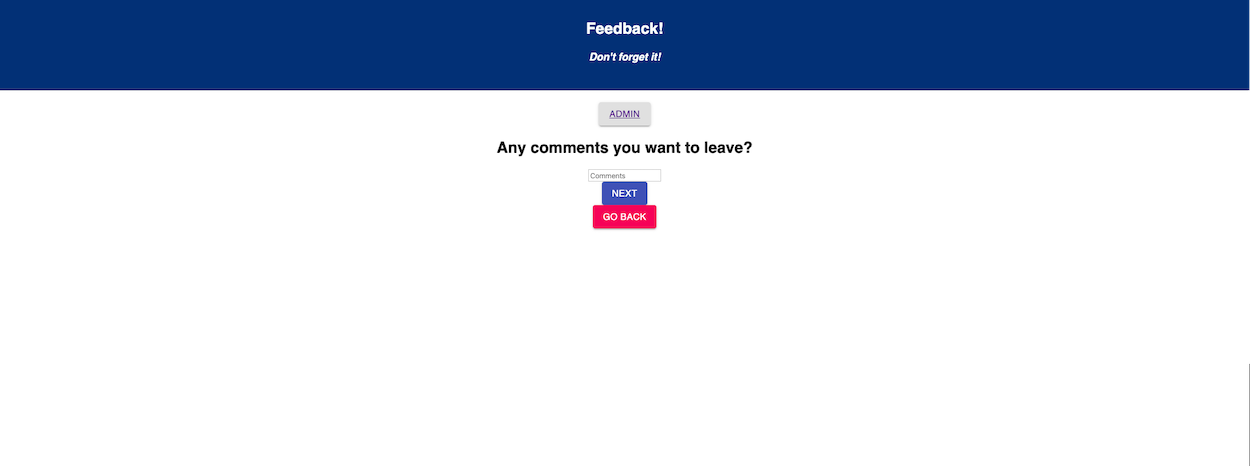 Feedback!
Don't forget it!
ADMIN
Any comments you want to leave?
Comments
NEXT
GO BACK